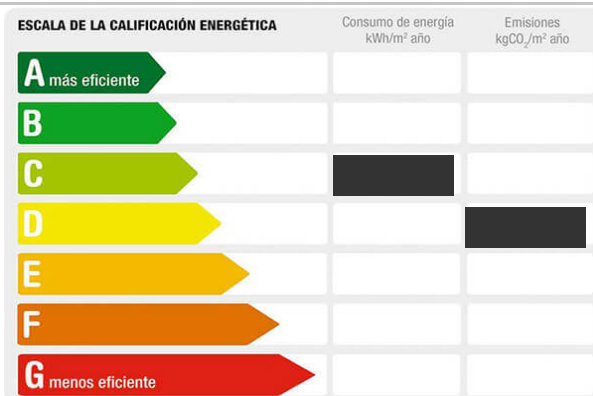 ESCALA DE LA CALIFICACIÓN ENERGÉTICA
Consumo de energía
kWh/m² año
Emisiones
kgCO₂/m² año
A más eficiente
B
C
D
E
F
G menos eficiente